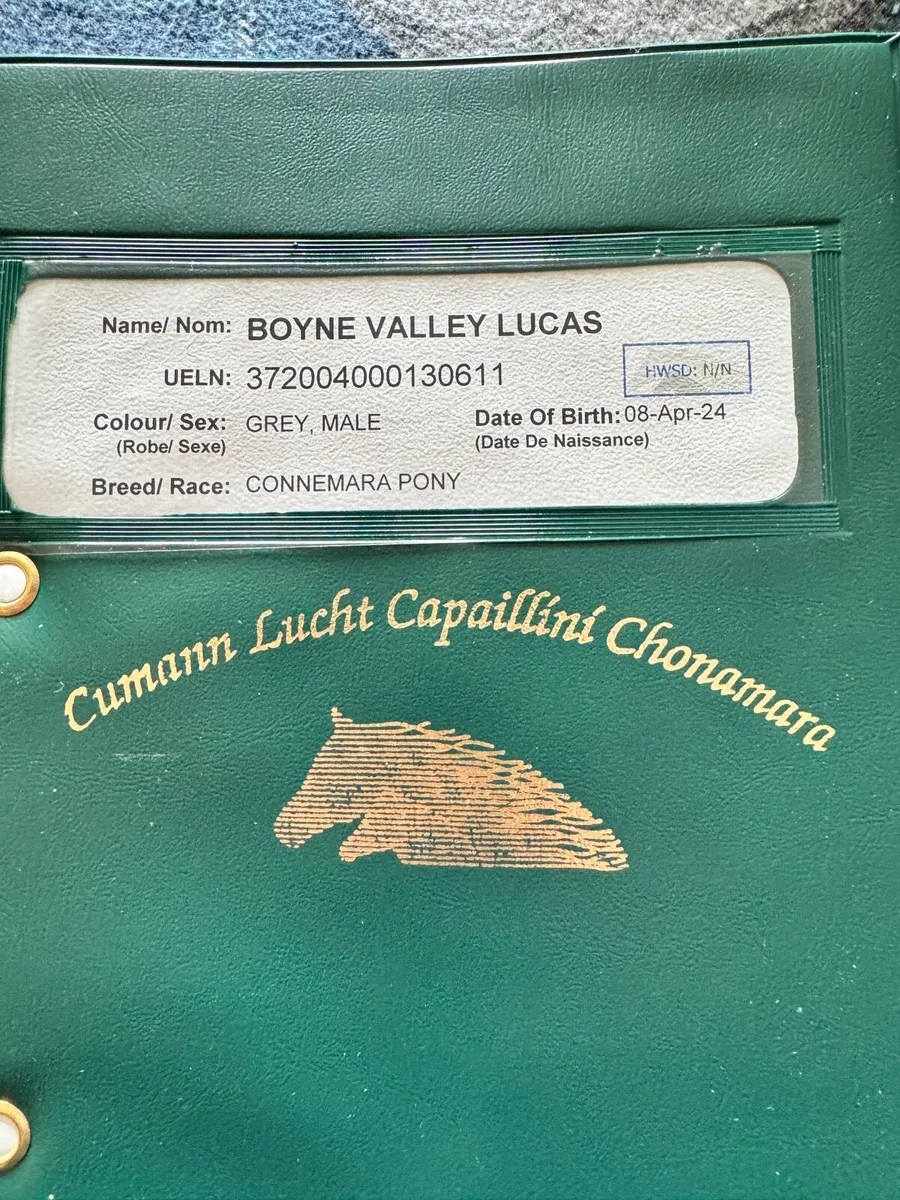 Name/ Nom: BOYNE VALLEY LUCAS
UELN: 372004000130611
HWSD: N/N
Colour/ Sex: GREY, MALE Date Of Birth: 08-Apr-24
(Robe/ Sexe) (Date De Naissance)
Breed/ Race: CONNEMARA PONY
Cumann Lucht Capaillíní Chonamara